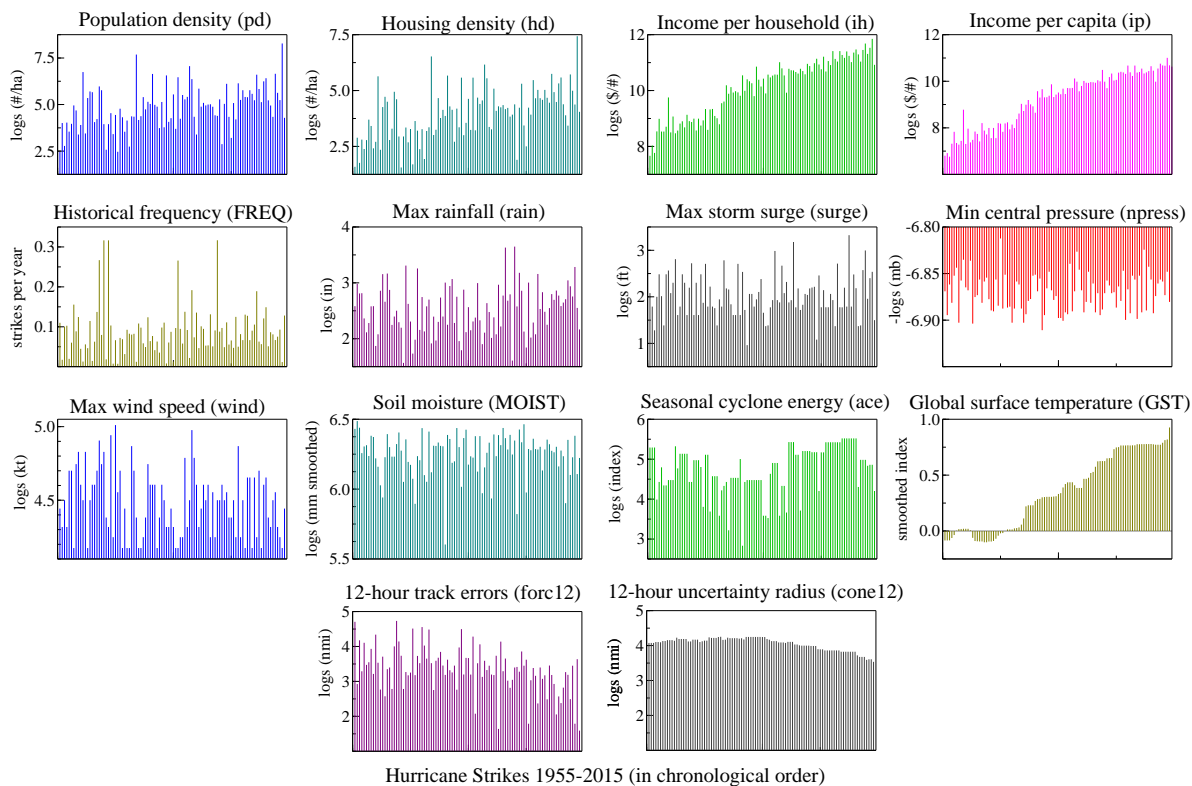 Population density (pd)
logs (#/ha)
7.5
5.0
2.5
Housing density (hd)
logs (#/ha)
7.5
5.0
2.5
Income per household (ih)
logs ($/#)
12
10
8
Income per capita (ip)
logs ($/#)
12
10
8
Historical frequency (FREQ)
strikes per year
0.3
0.1
Max rainfall (rain)
logs (in)
4
3
2
Max storm surge (surge)
logs (ft)
3
2
1
Min central pressure (npress)
-logs (mb)
-6.80
-6.85
-6.90
Max wind speed (wind)
logs (kt)
5.0
4.5
Soil moisture (MOIST)
logs (mm smoothed)
6.5
6.0
5.5
Seasonal cyclone energy (ace)
logs (index)
6
5
4
3
Global surface temperature (GST)
smoothed index
1.0
0.5
0.0
12-hour track errors (forc12)
logs (nmi)
5
4
3
2
12-hour uncertainty radius (cone12)
logs (nmi)
5
4
3
2
Hurricane Strikes 1955-2015 (in chronological order)